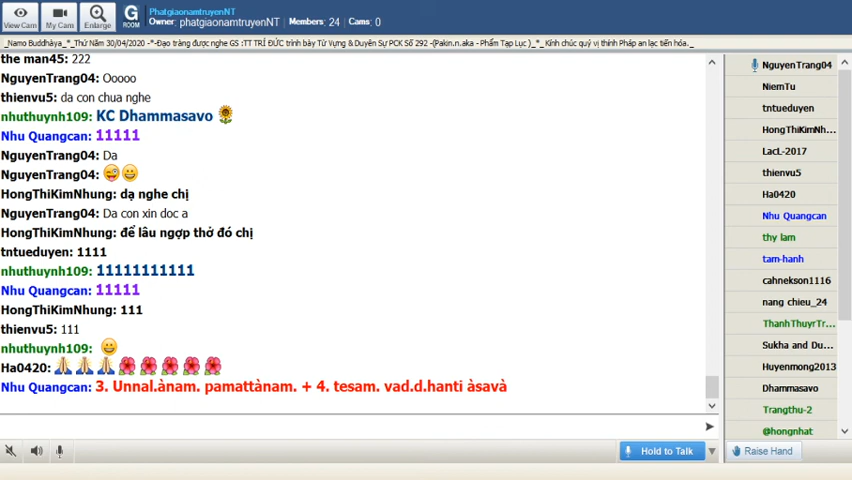 View Cam
My Cam
Enlarge
G
ROOM
PhatgiaonamtruyenNT
Owner: phatgiaonamtruyenNT Members: 24 Cams: 0
_Namo Buddhàya_*_Thứ Năm 30/04/2020 -*-Đạo tràng được nghe GS :TT TRÍ ĐỨC trình bày Từ Vựng & Duyên Sự PCK Số 292 -(Pakin.n.aka - Phẩm Tạp Lục )_*_ Kính chúc quý vị thính Pháp an lạc tiến hóa._
the man45: 222
NguyenTrang04: Ooooo
thienvu5: da con chua nghe
nhuthuynh109: KC Dhammasavo
Nhu Quangcan: 11111
NguyenTrang04: Da
NguyenTrang04:
HongThiKimNhung: dạ nghe chị
NguyenTrang04: Da con xin doc a
HongThiKimNhung: để lâu ngợp thở đó chị
tntueduyen: 1111
nhuthuynh109: 11111111111
Nhu Quangcan: 11111
HongThiKimNhung: 111
thienvu5: 111
nhuthuynh109:
Ha0420:
Nhu Quangcan: 3. Unnal.ànam. pamattànam. + 4. tesam. vad.d.hanti àsavà
Hold to Talk
NguyenTrang04
NiemTu
tntueduyen
HongThiKimNh...
LacL-2017
thienvu5
Ha0420
Nhu Quangcan
thy lam
tam-hanh
cahnekson1116
nang chieu_24
ThanhThuyrTr...
Sukha and Du...
Huyenmong2013
Dhammasavo
Trangthu-2
@hongnhat
Raise Hand